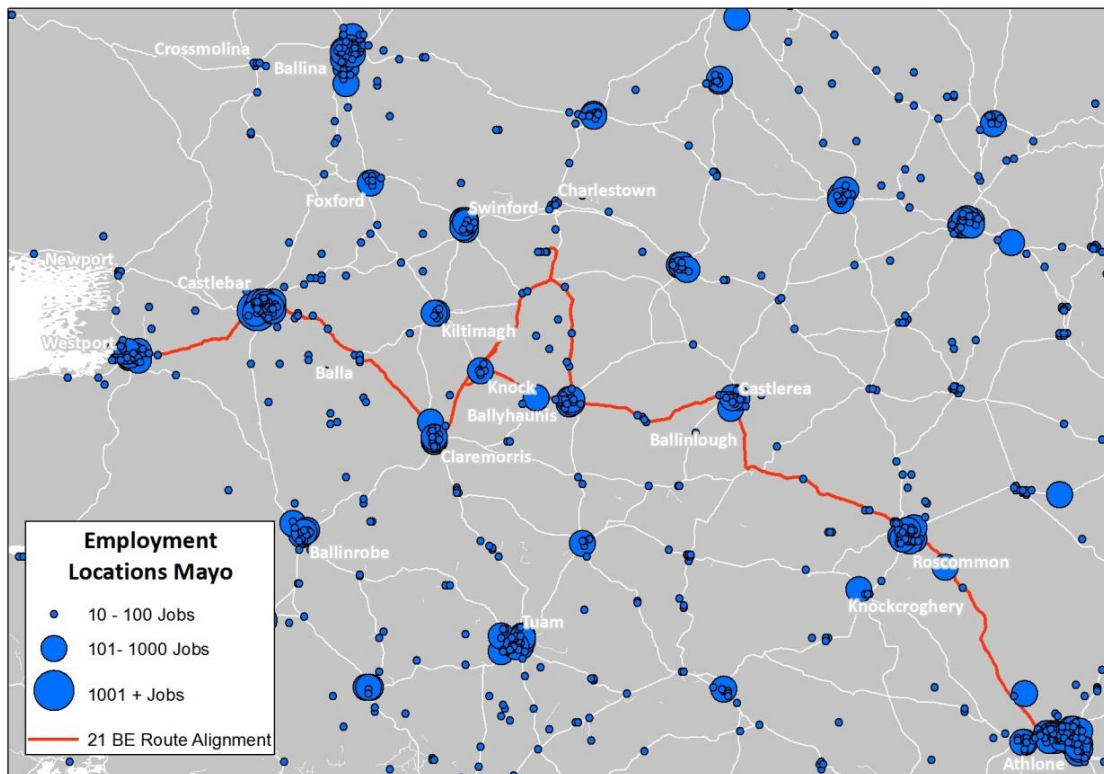 Crossmolina
Ballina
Charlestown
Foxford
Swinford
Newport
Castlebar
Kiltimagh
Westport
Balla
Knock
Castlerea
Ballyhaunis
Ballinlough
Claremorris
Ballinrobe
Roscommon
Knockcroghery
Tuam
Athlone
Employment
Locations Mayo
10 - 100 Jobs
101- 1000 Jobs
1001 + Jobs
21 BE Route Alignment